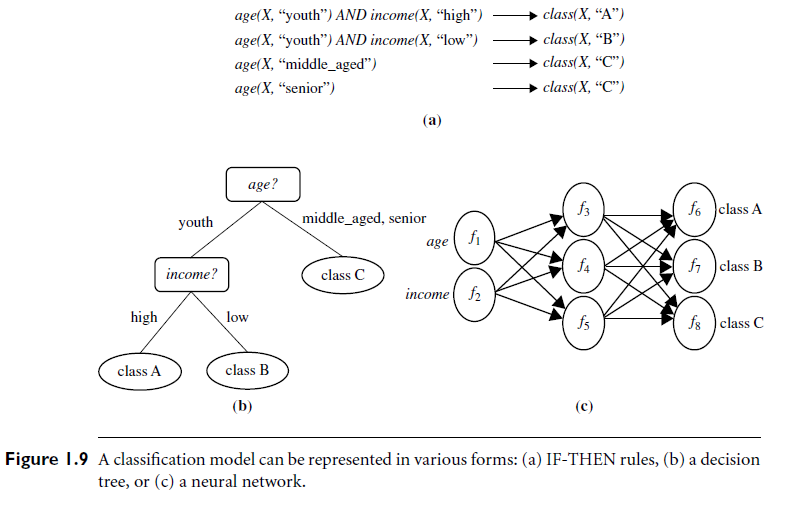 age(X, “youth”) AND income(X, “high”) class(X, “A”)
age(X, “youth”) AND income(X, “low”) class(X, “B”)
age(X, “middle_aged”) class(X, “C”)
age(X, “senior”) class(X, “C”)
(a)
age?
youth
middle_aged, senior
income?
class C
high
low
class A
class B
(b)
age
income
f1
f2
f3
f4
f5
f6
f7
f8
class A
class B
class C
(c)
Figure 1.9 A classification model can be represented in various forms: (a) IF-THEN rules, (b) a decision
tree, or (c) a neural network.